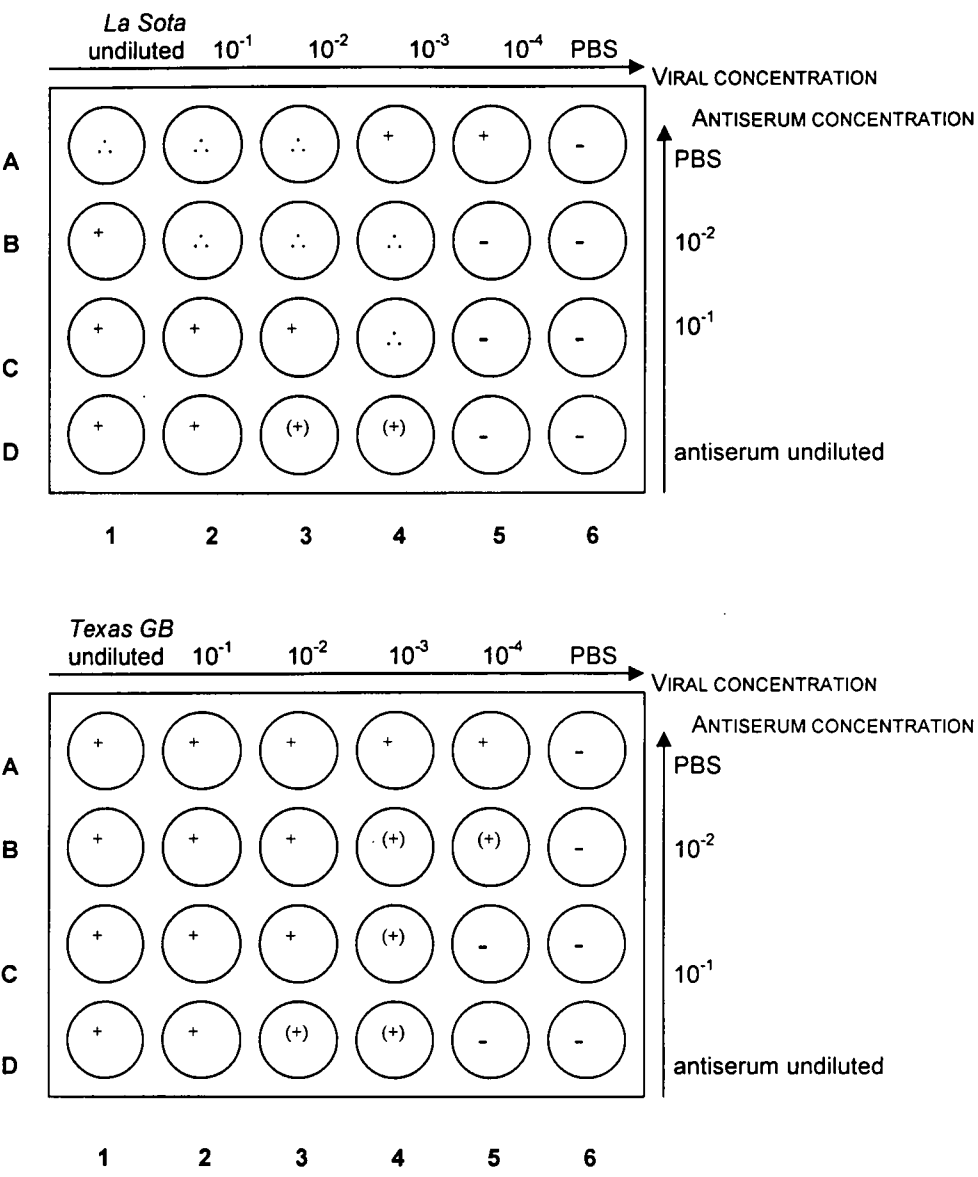 La Sota
undiluted 10⁻¹ 10⁻² 10⁻³ 10⁻⁴ PBS
VIRAL CONCENTRATION
ANTISERUM CONCENTRATION
A ∴ ∴ ∴ + + - PBS
B + ∴ ∴ ∴ - - 10⁻²
C + + + ∴ - - 10⁻¹
D + + (+) (+) - - antiserum undiluted
1 2 3 4 5 6
Texas GB
undiluted 10⁻¹ 10⁻² 10⁻³ 10⁻⁴ PBS
VIRAL CONCENTRATION
ANTISERUM CONCENTRATION
A + + + + + - PBS
B + + + (+) (+) - 10⁻²
C + + + (+) - - 10⁻¹
D + + (+) (+) - - antiserum undiluted
1 2 3 4 5 6